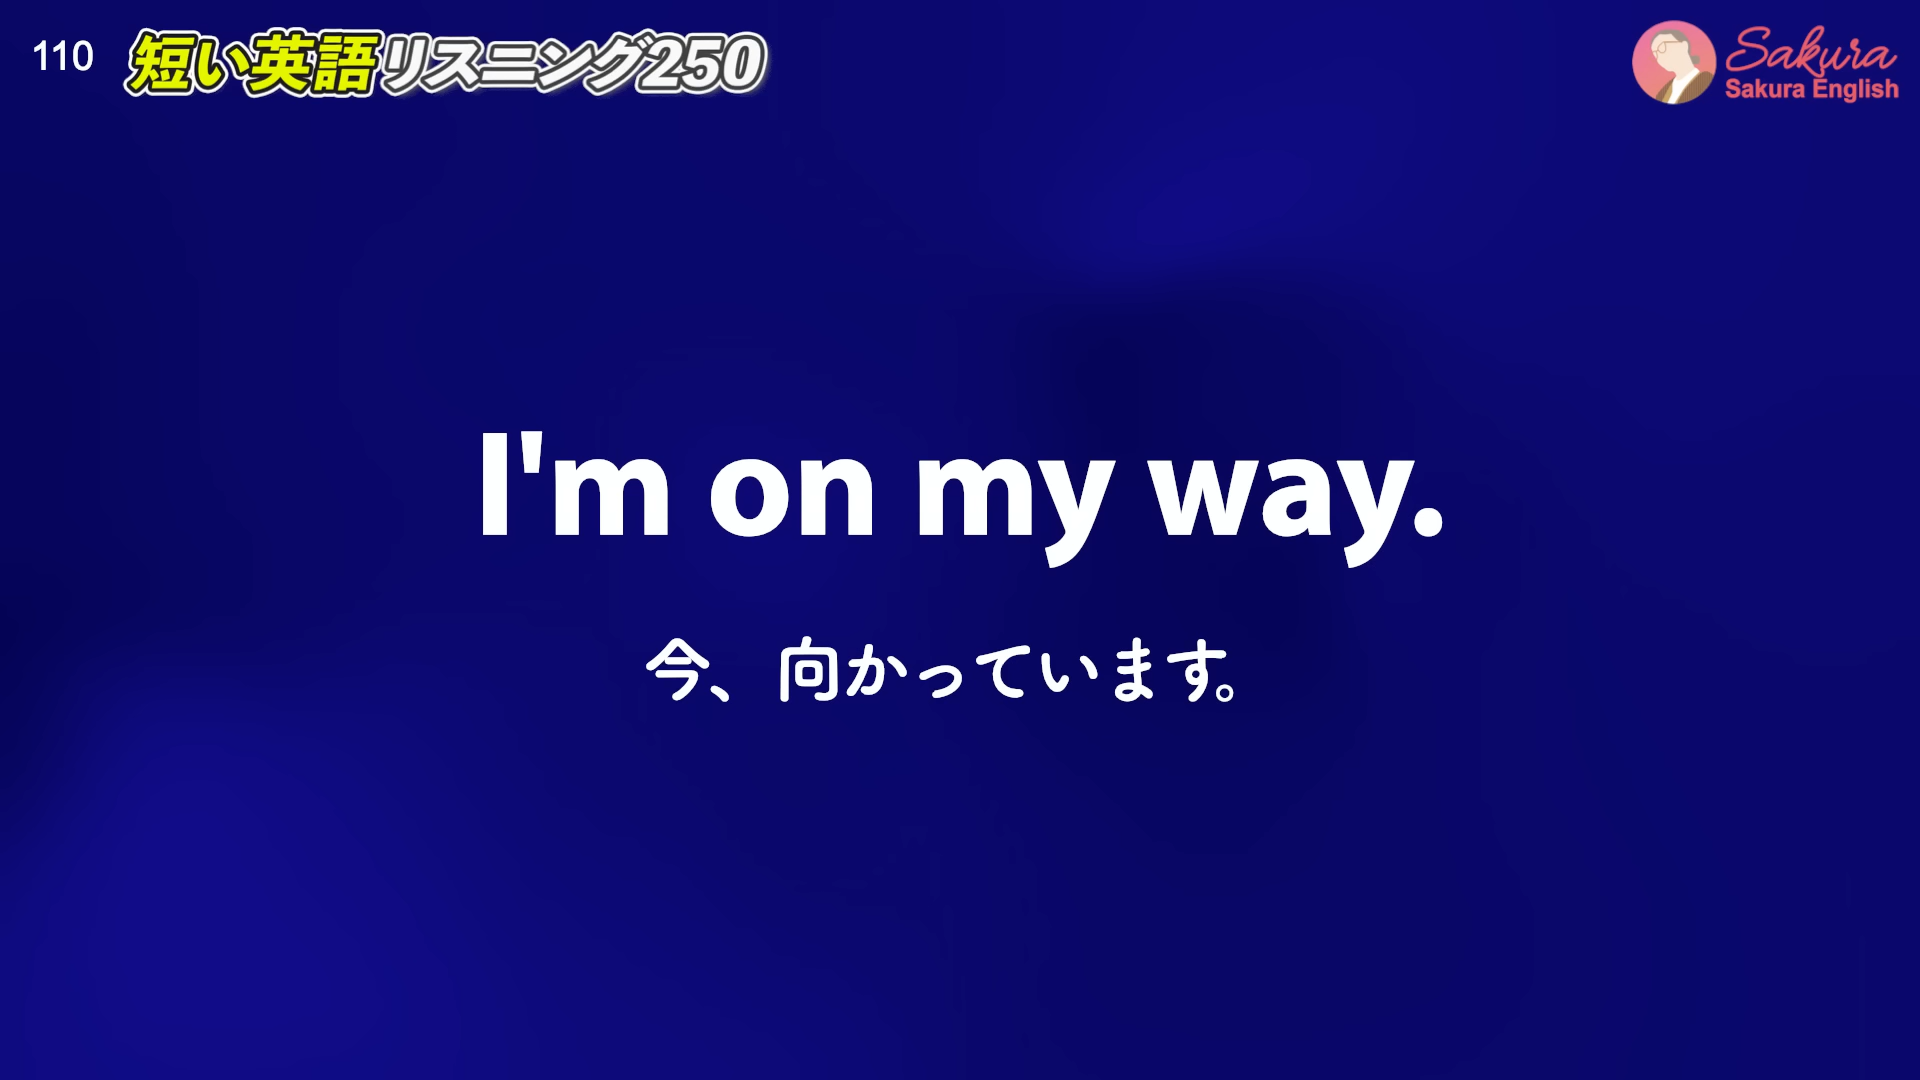 110 短い英語リスニング250
Sakura
Sakura English
I'm on my way.
今、向かっています。